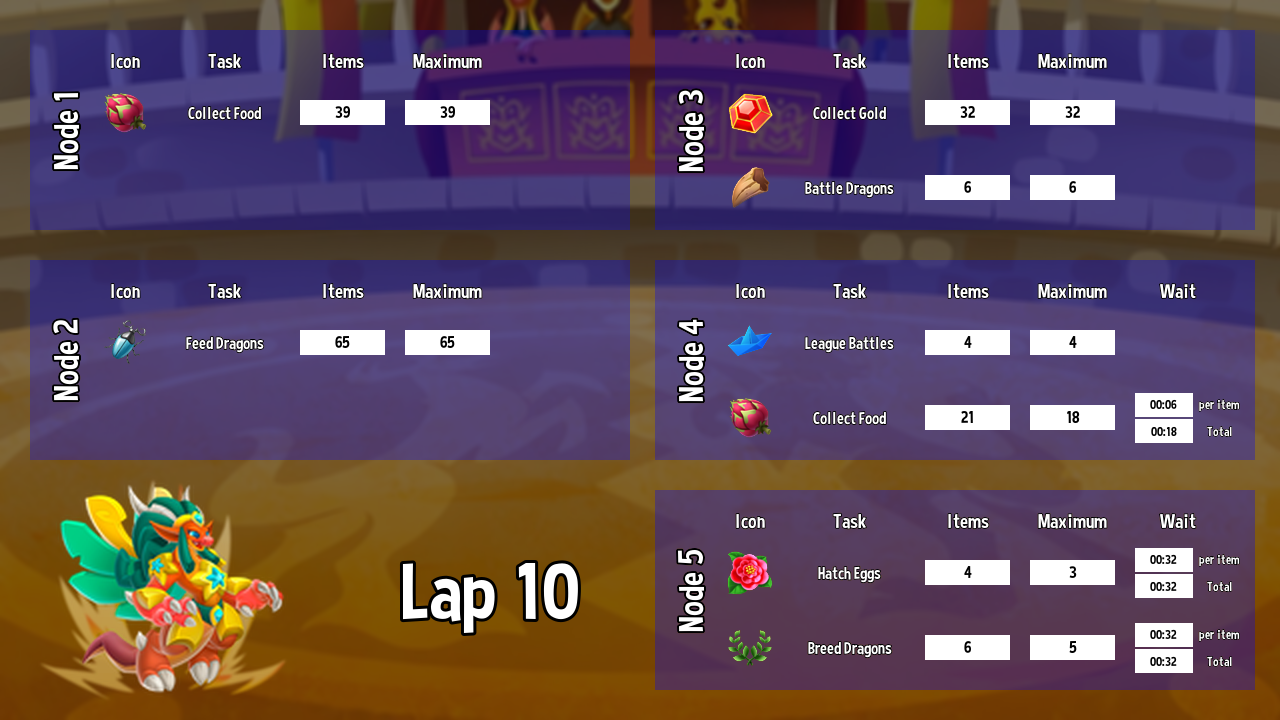 Node 1
Icon Task Items Maximum
Collect Food 39 39
Node 2
Icon Task Items Maximum
Feed Dragons 65 65
Lap 10
Node 3
Icon Task Items Maximum
Collect Gold 32 32
Battle Dragons 6 6
Node 4
Icon Task Items Maximum Wait
League Battles 4 4
Collect Food 21 18
00:06 per item
00:18 Total
Node 5
Icon Task Items Maximum Wait
Hatch Eggs 4 3
00:32 per item
00:32 Total
Breed Dragons 6 5
00:32 per item
00:32 Total